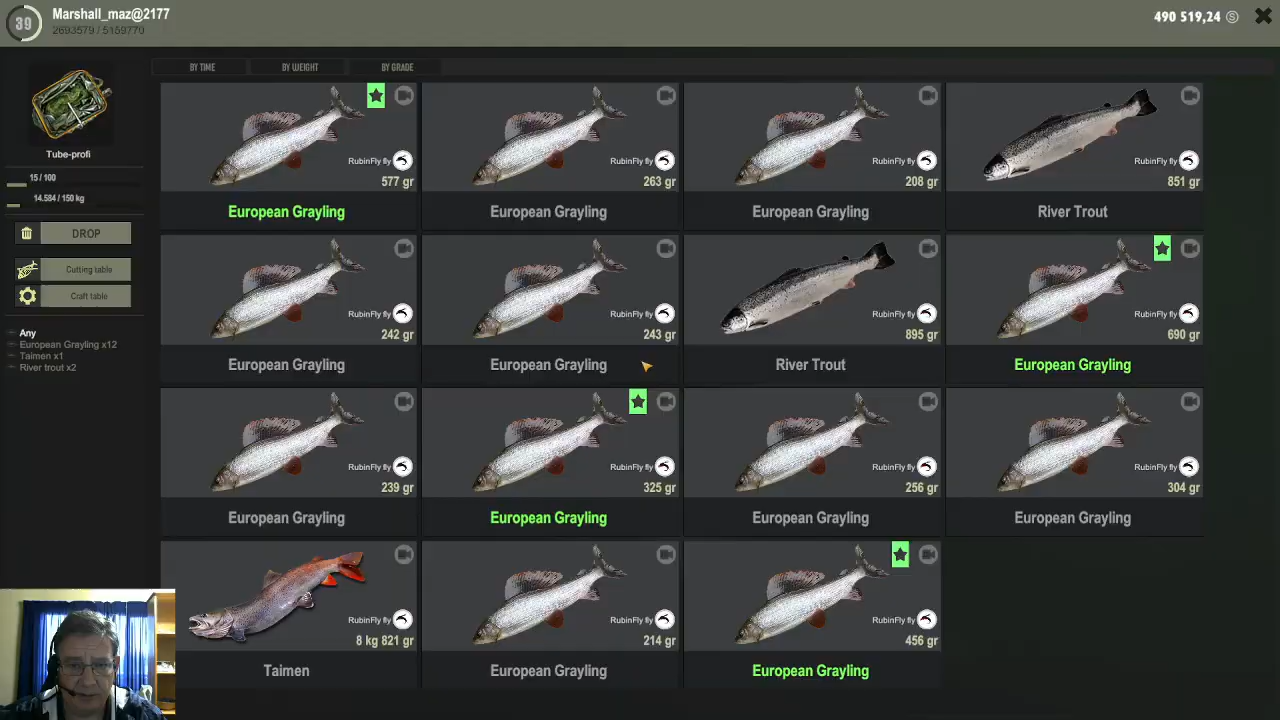 39
Marshall_maz@2177
2693579 / 5159770
490 519,24
BY TIME
BY WEIGHT
BY GRADE
Tube-profi
15 / 100
14.584 / 150 kg
DROP
Cutting table
Craft table
Any
European Grayling x12
Taimen x1
River trout x2
RubinFly fly
577 gr
European Grayling
RubinFly fly
263 gr
European Grayling
RubinFly fly
208 gr
European Grayling
RubinFly fly
851 gr
River Trout
RubinFly fly
242 gr
European Grayling
RubinFly fly
243 gr
European Grayling
RubinFly fly
895 gr
River Trout
RubinFly fly
690 gr
European Grayling
RubinFly fly
239 gr
European Grayling
RubinFly fly
325 gr
European Grayling
RubinFly fly
256 gr
European Grayling
RubinFly fly
304 gr
European Grayling
RubinFly fly
8 kg 821 gr
Taimen
RubinFly fly
214 gr
European Grayling
RubinFly fly
456 gr
European Grayling